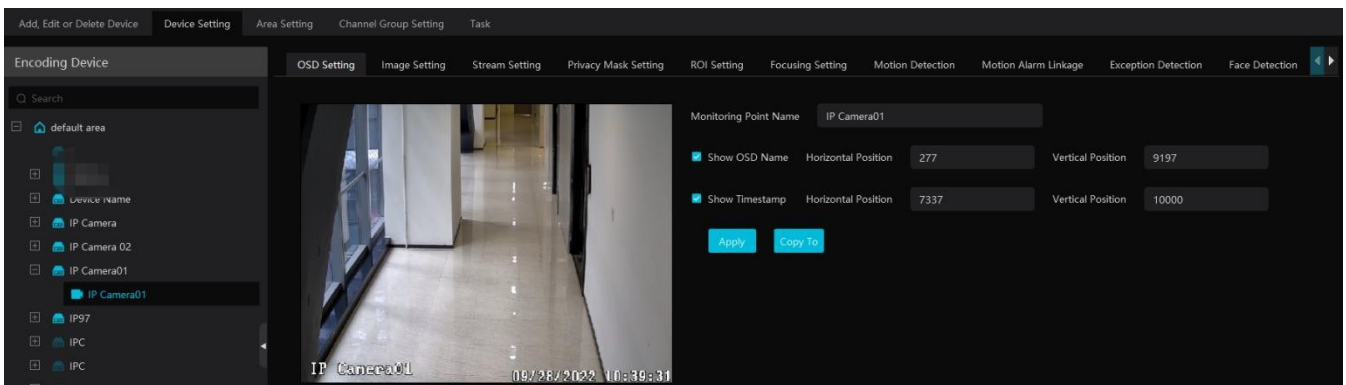 Add, Edit or Delete Device Device Setting Area Setting Channel Group Setting Task
Encoding Device
OSD Setting Image Setting Stream Setting Privacy Mask Setting ROI Setting Focusing Setting Motion Detection Motion Alarm Linkage Exception Detection Face Detection
Search
default area
Device Name
IP Camera
IP Camera 02
IP Camera01
IP Camera01
IP97
IPC
IPC
Monitoring Point Name IP Camera01
Show OSD Name Horizontal Position 277 Vertical Position 9197
Show Timestamp Horizontal Position 7337 Vertical Position 10000
Apply Copy To
IP Camera01
09/28/2022 10:39:31